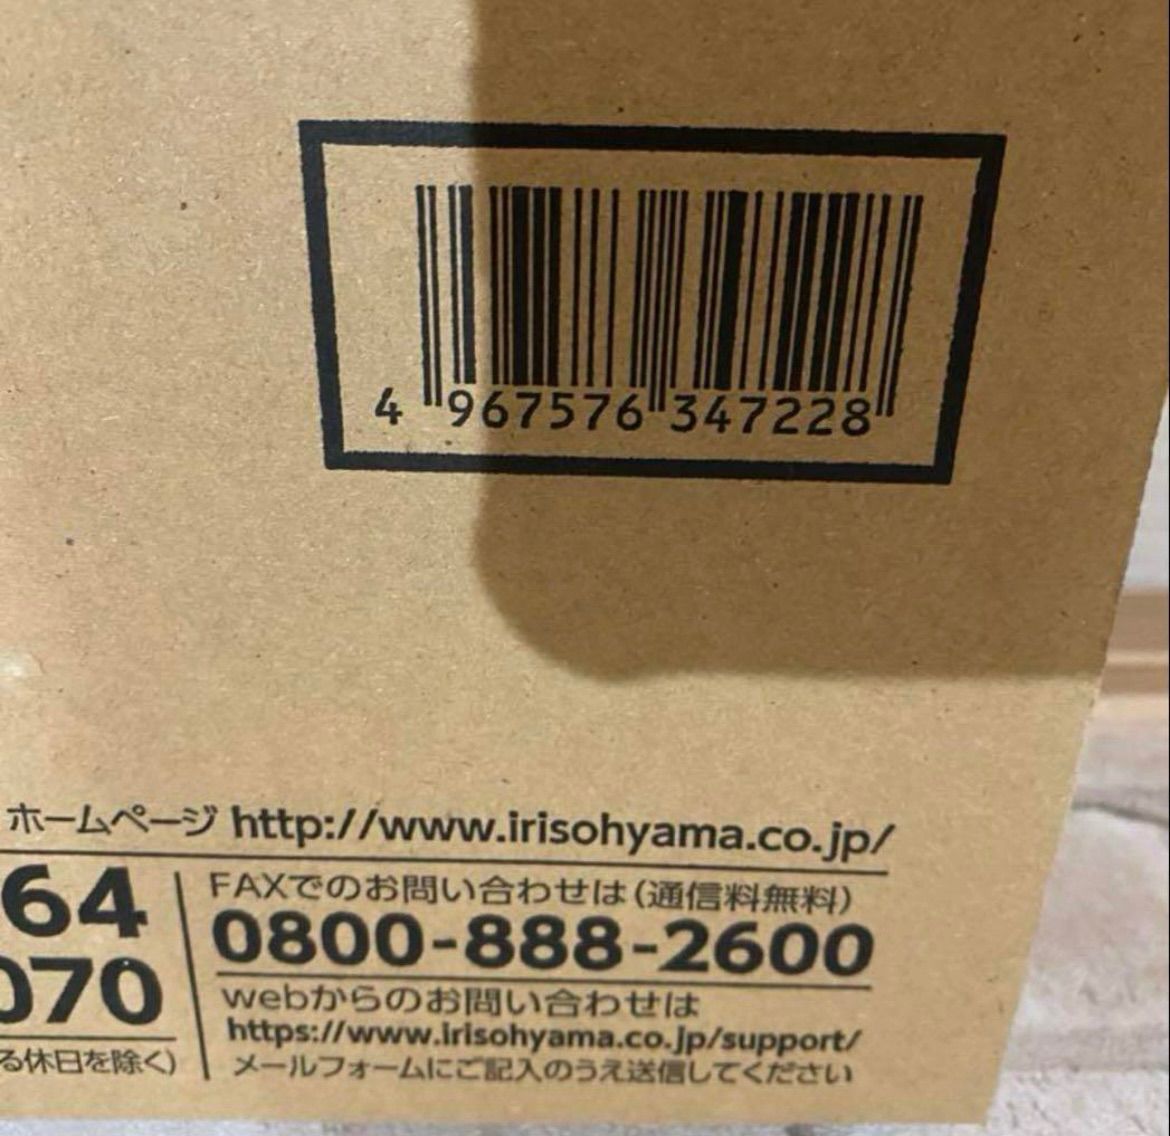 4 967576 347228
ホームページ http://www.irisohyama.co.jp/
64
070
る休日を除く)
FAXでのお問い合わせは(通信料無料)
0800-888-2600
webからのお問い合わせは
https://www.irisohyama.co.jp/support/
メールフォームにご記入のうえ送信してください